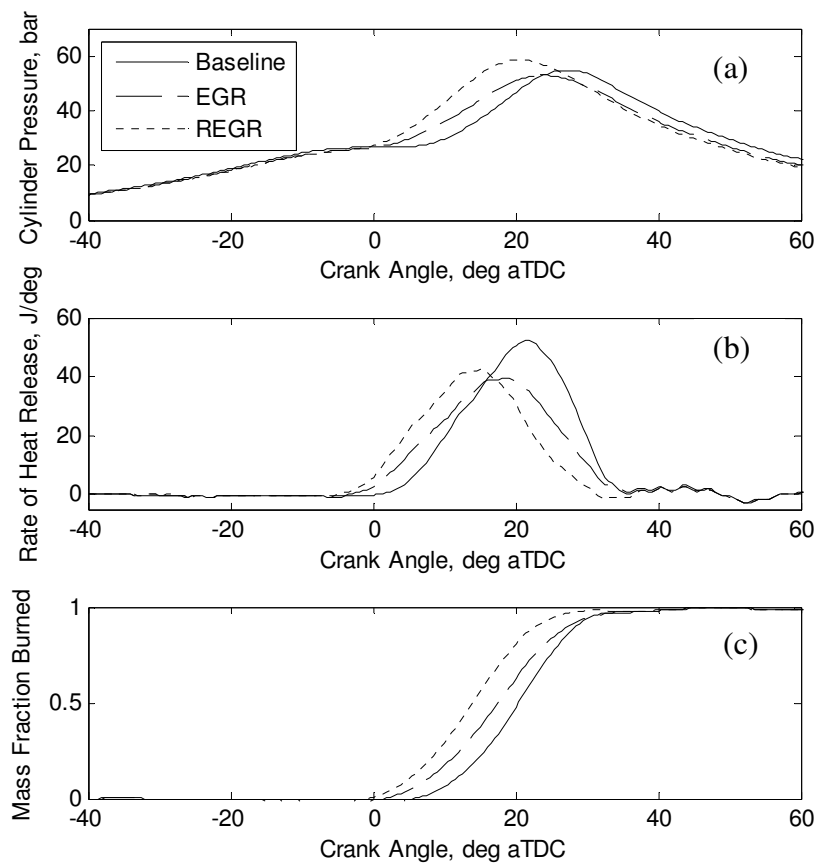 Cylinder Pressure, bar
60
40
20
0
Baseline
EGR
REGR
(a)
-40
-20
0
20
40
60
Crank Angle, deg aTDC
Rate of Heat Release, J/deg
60
40
20
0
(b)
-40
-20
0
20
40
60
Crank Angle, deg aTDC
Mass Fraction Burned
1
0.5
0
(c)
-40
-20
0
20
40
60
Crank Angle, deg aTDC